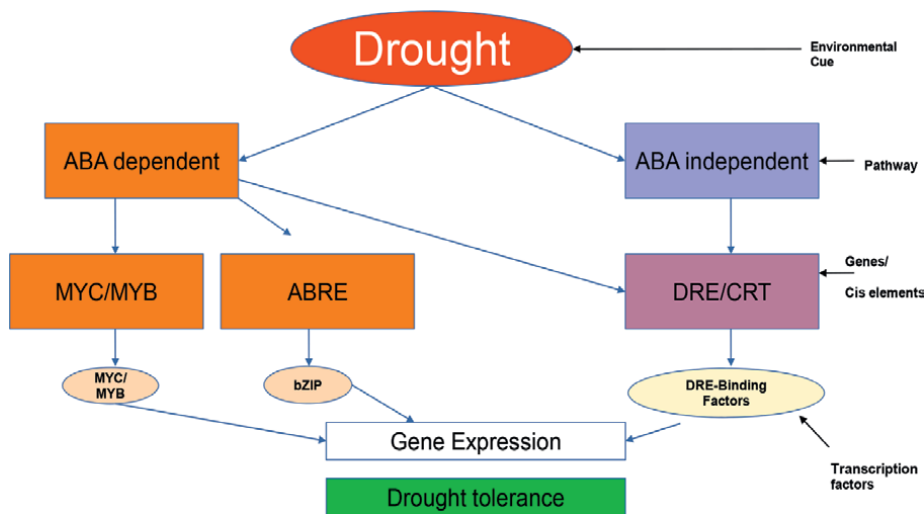 Drought
Environmental
Cue
ABA dependent
ABA independent
Pathway
MYC/MYB
ABRE
DRE/CRT
Genes/
Cis elements
MYC/
MYB
bZIP
DRE-Binding
Factors
Gene Expression
Transcription
factors
Drought tolerance